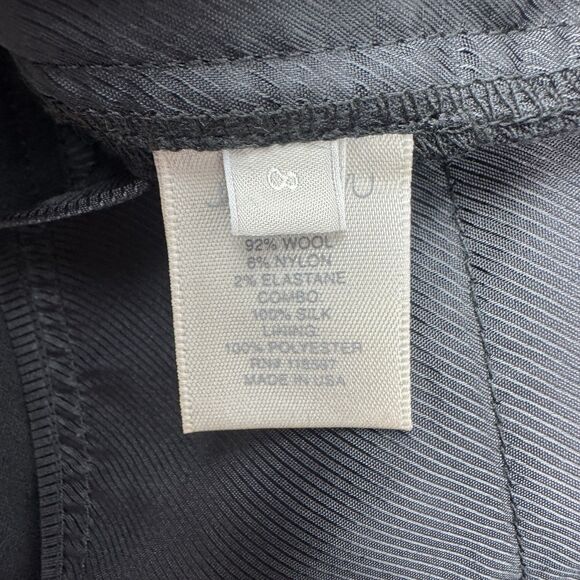 8
92% WOOL
6% NYLON
2% ELASTANE
COMBO:
100% SILK
LINING:
100% POLYESTER
MADE IN USA